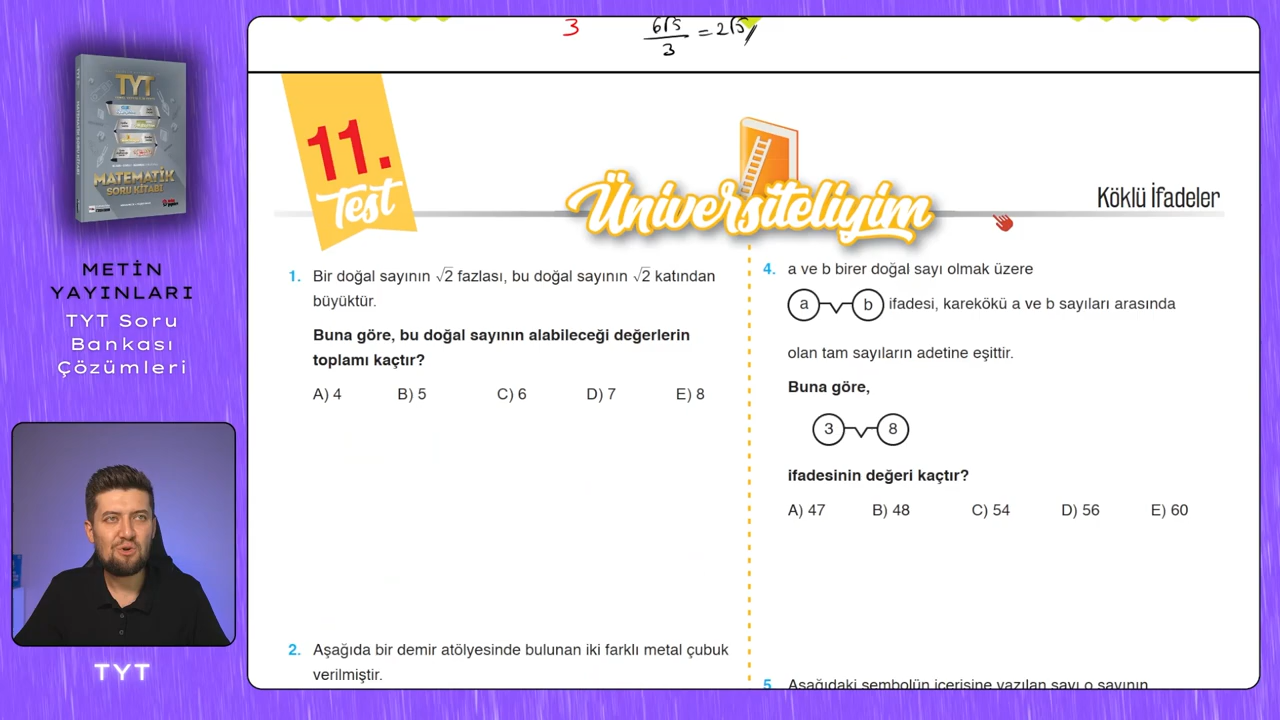 6√5
3
= 2√5
3
TYT
MATEMATİK
SORU KİTABI
METİN
YAYINLARI
TYT Soru
Bankası
Çözümleri
TYT
11.
Test
Üniversiteliyim
Köklü İfadeler
1. Bir doğal sayının √2 fazlası, bu doğal sayının √2 katından
büyüktür.
Buna göre, bu doğal sayının alabileceği değerlerin
toplamı kaçtır?
A) 4 B) 5 C) 6 D) 7 E) 8
2. Aşağıda bir demir atölyesinde bulunan iki farklı metal çubuk
verilmiştir.
4. a ve b birer doğal sayı olmak üzere
a b ifadesi, karekökü a ve b sayıları arasında
olan tam sayıların adetine eşittir.
Buna göre,
3 8
ifadesinin değeri kaçtır?
A) 47 B) 48 C) 54 D) 56 E) 60
5. Aşağıdaki sembolün içerisine yazılan sayı o sayının